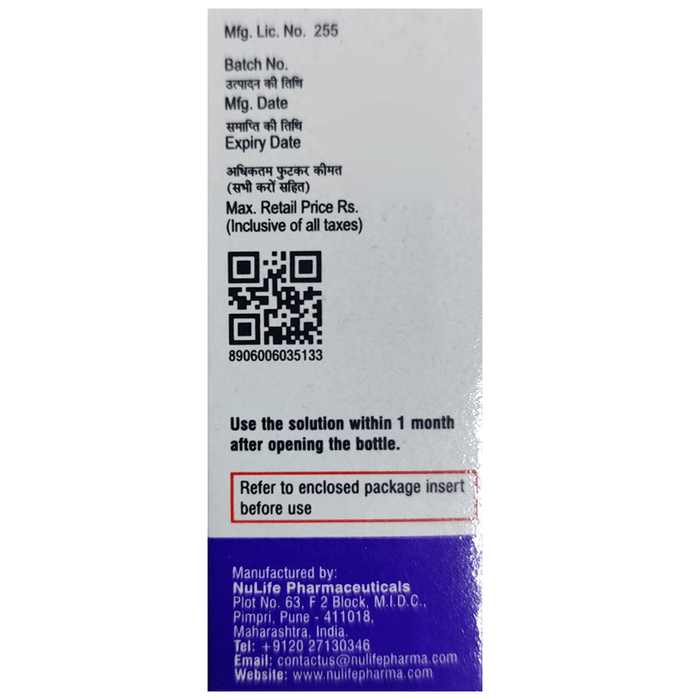 Mfg. Lic. No. 255
Batch No.
उत्पादन की तिथि
Mfg. Date
समाप्ति की तिथि
Expiry Date
अधिकतम फुटकर कीमत
(सभी करों सहित)
Max. Retail Price Rs.
(Inclusive of all taxes)
8906006035133
Use the solution within 1 month
after opening the bottle.
Refer to enclosed package insert
before use
Manufactured by:
NuLife Pharmaceuticals
Plot No. 63, F 2 Block, M.I.D.C.,
Pimpri, Pune - 411018,
Maharashtra, India.
Tel: +9120 27130346
Email: contactus@nulifepharma.com
Website: www.nulifepharma.com